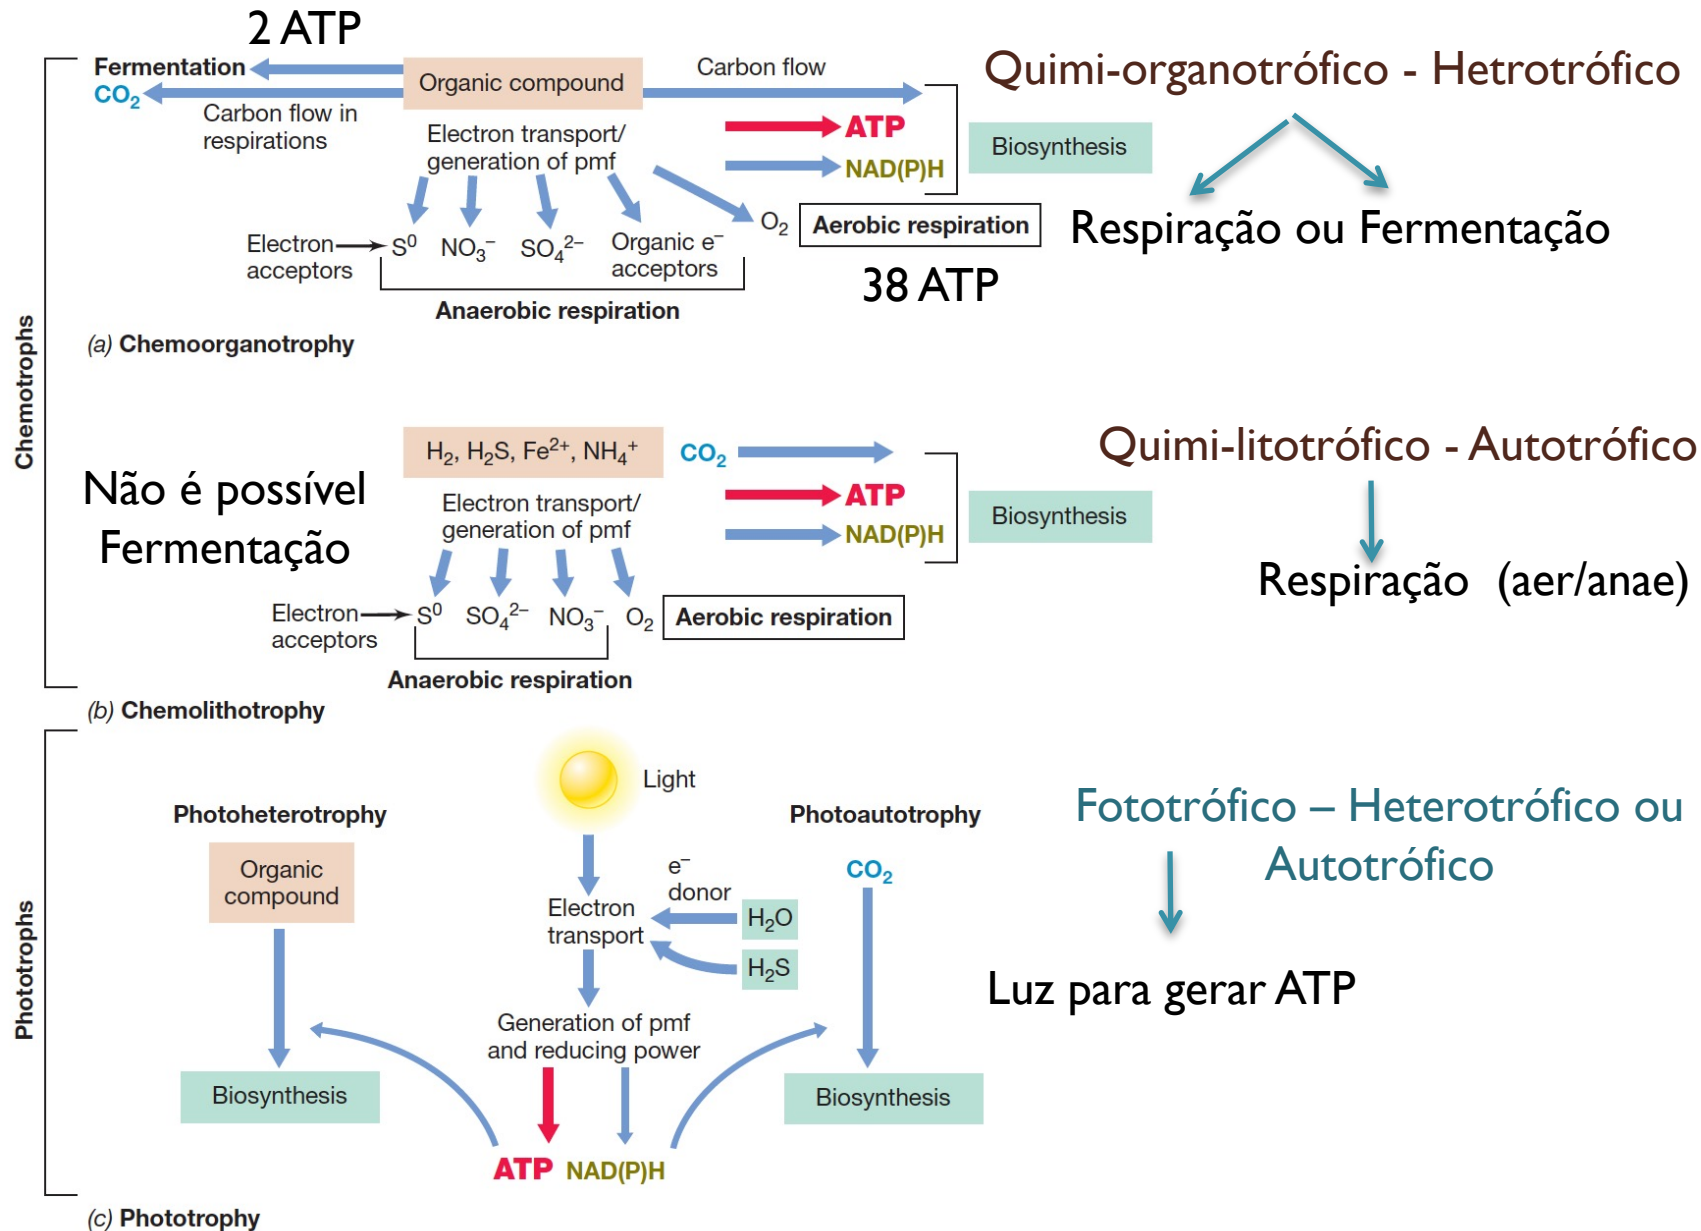 2 ATP
Fermentation
CO₂
Organic compound
Carbon flow
Carbon flow in
respirations
Electron transport/
generation of pmf
ATP
NAD(P)H
Biosynthesis
Electron
acceptors
S⁰
NO₃⁻
SO₄²⁻
Organic e⁻
acceptors
O₂
Aerobic respiration
38 ATP
Anaerobic respiration
(a) Chemoorganotrophy
Quimi-organotrófico - Hetrotrófico
Respiração ou Fermentação
Chemotrophs
Não é possível
Fermentação
H₂, H₂S, Fe²⁺, NH₄⁺
CO₂
Electron transport/
generation of pmf
ATP
NAD(P)H
Biosynthesis
Electron
acceptors
S⁰
SO₄²⁻
NO₃⁻
O₂
Aerobic respiration
Anaerobic respiration
(b) Chemolithotrophy
Quimi-litotrófico - Autotrófico
Respiração (aer/anae)
Phototrophs
Light
Photoheterotrophy
Organic
compound
Biosynthesis
Electron
transport
e⁻
donor
H₂O
H₂S
Generation of pmf
and reducing power
ATP
NAD(P)H
Photoautotrophy
CO₂
Biosynthesis
(c) Phototrophy
Fototrófico – Heterotrófico ou
Autotrófico
Luz para gerar ATP